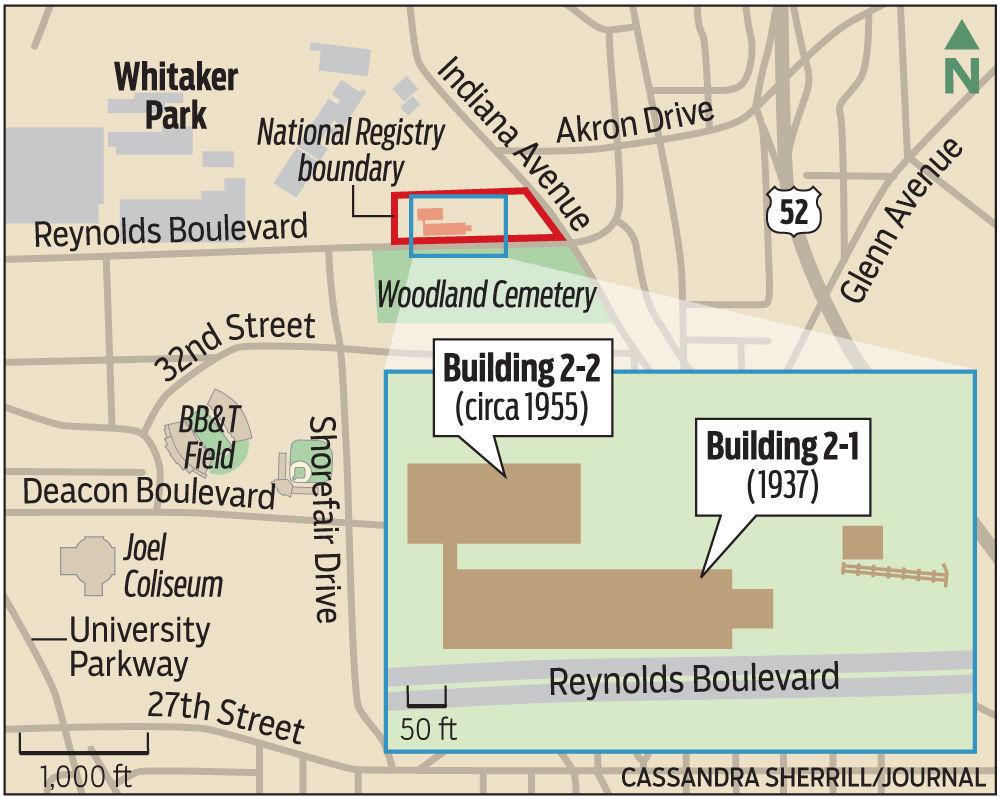 Whitaker
Park
National Registry
boundary
Indiana Avenue
Akron Drive
N
52
Glenn Avenue
Reynolds Boulevard
Woodland Cemetery
32nd Street
BB&T
Field
Shorefair Drive
Deacon Boulevard
Joel
Coliseum
University
Parkway
27th Street
1,000 ft
Building 2-2
(circa 1955)
Building 2-1
(1937)
Reynolds Boulevard
50 ft
CASSANDRA SHERRILL/JOURNAL